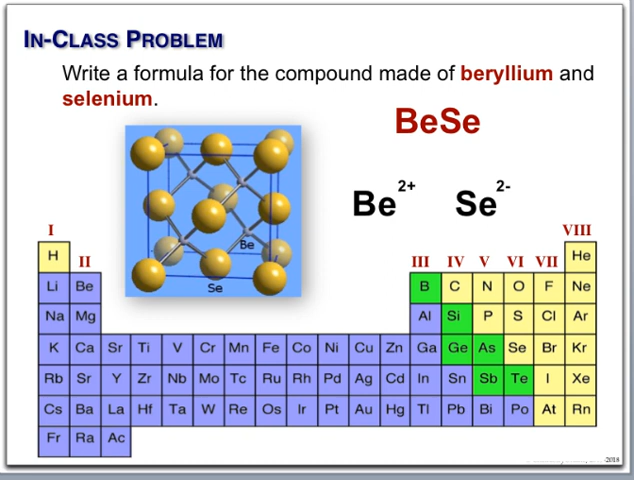 IN-CLASS PROBLEM
Write a formula for the compound made of beryllium and
selenium.
BeSe
Be2+ Se2-
Be
Se
I VIII
H He
II III IV V VI VII
Li Be B C N O F Ne
Na Mg Al Si P S Cl Ar
K Ca Sr Ti V Cr Mn Fe Co Ni Cu Zn Ga Ge As Se Br Kr
Rb Sr Y Zr Nb Mo Tc Ru Rh Pd Ag Cd In Sn Sb Te I Xe
Cs Ba La Hf Ta W Re Os Ir Pt Au Hg Tl Pb Bi Po At Rn
Fr Ra Ac
2018